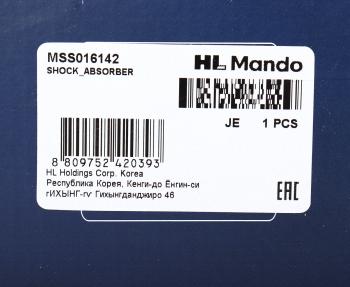 MSS016142
SHOCK_ABSORBER
HL Mando
JE 1 PCS
8 809752 420393
HL Holdings Corp. Korea
Республика Корея, Кенги-до Ёнгин-си
гИХЫНГ-гу Гихынгданджиро 46
EAC